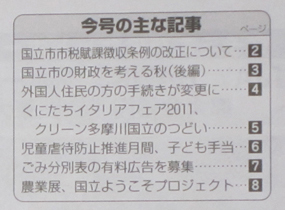 今号の主な記事
ページ
国立市市税賦課徴収条例の改正について…2
国立市の財政を考える秋(後編)…………3
外国人住民の方の手続きが変更に………4
くにたちイタリアフェア2011、
クリーン多摩川国立のつどい……………5
児童虐待防止推進月間、子ども手当…6
ごみ分別表の有料広告を募集……………7
農業展、国立ようこそプロジェクト………8